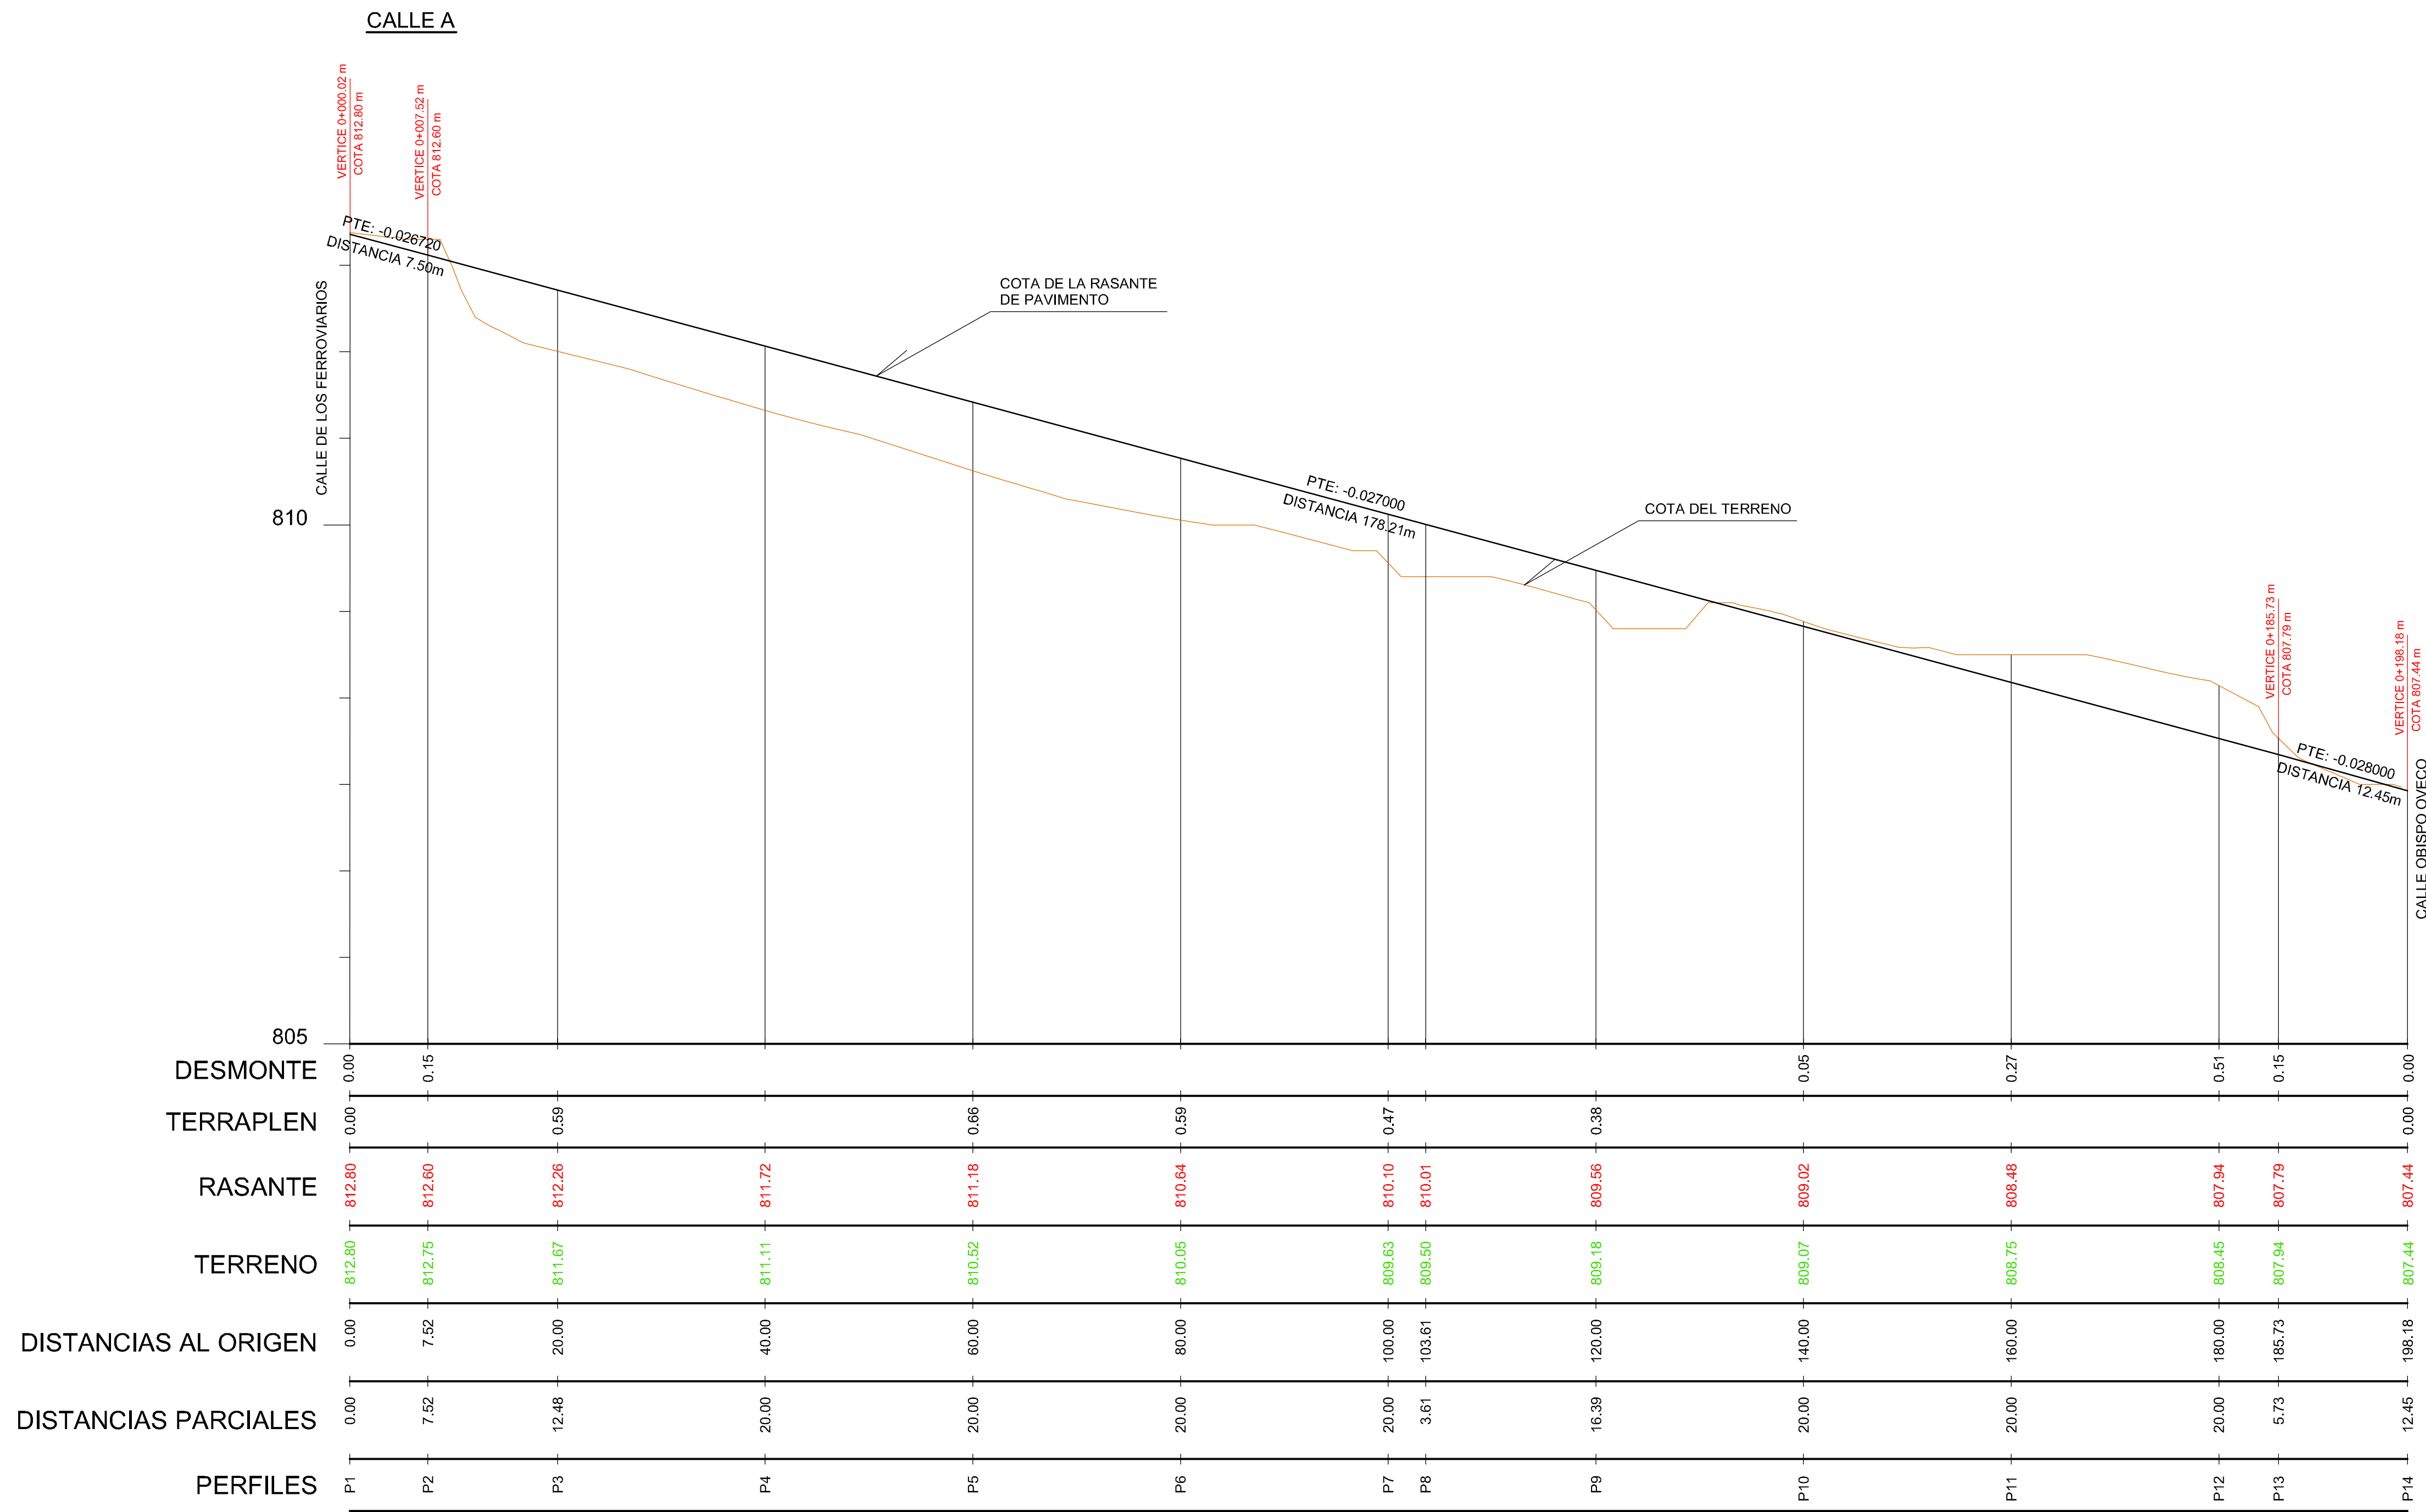 CALLE A
VERTICE 0+000.02 m
COTA 812.80 m
VERTICE 0+007.52 m
COTA 812.60 m
PTE: -0.026720
DISTANCIA 7.50m
CALLE DE LOS FERROVIARIOS
COTA DE LA RASANTE
DE PAVIMENTO
PTE: -0.027000
DISTANCIA 178.21m
COTA DEL TERRENO
VERTICE 0+185.73 m
COTA 807.79 m
VERTICE 0+198.18 m
COTA 807.44 m
PTE: -0.028000
DISTANCIA 12.45m
CALLE OBISPO OVECO
810
805
DESMONTE 0.00 0.15 0.05 0.27 0.51 0.15 0.00
TERRAPLEN 0.00 0.59 0.66 0.59 0.47 0.38 0.00
RASANTE 812.80 812.60 812.26 811.72 811.18 810.64 810.10 810.01 809.56 809.02 808.48 807.94 807.79 807.44
TERRENO 812.80 812.75 811.67 811.11 810.52 810.05 809.63 809.50 809.18 809.07 808.75 808.45 807.94 807.44
DISTANCIAS AL ORIGEN 0.00 7.52 20.00 40.00 60.00 80.00 100.00 103.61 120.00 140.00 160.00 180.00 185.73 198.18
DISTANCIAS PARCIALES 0.00 7.52 12.48 20.00 20.00 20.00 20.00 3.61 16.39 20.00 20.00 20.00 5.73 12.45
PERFILES P1 P2 P3 P4 P5 P6 P7 P8 P9 P10 P11 P12 P13 P14